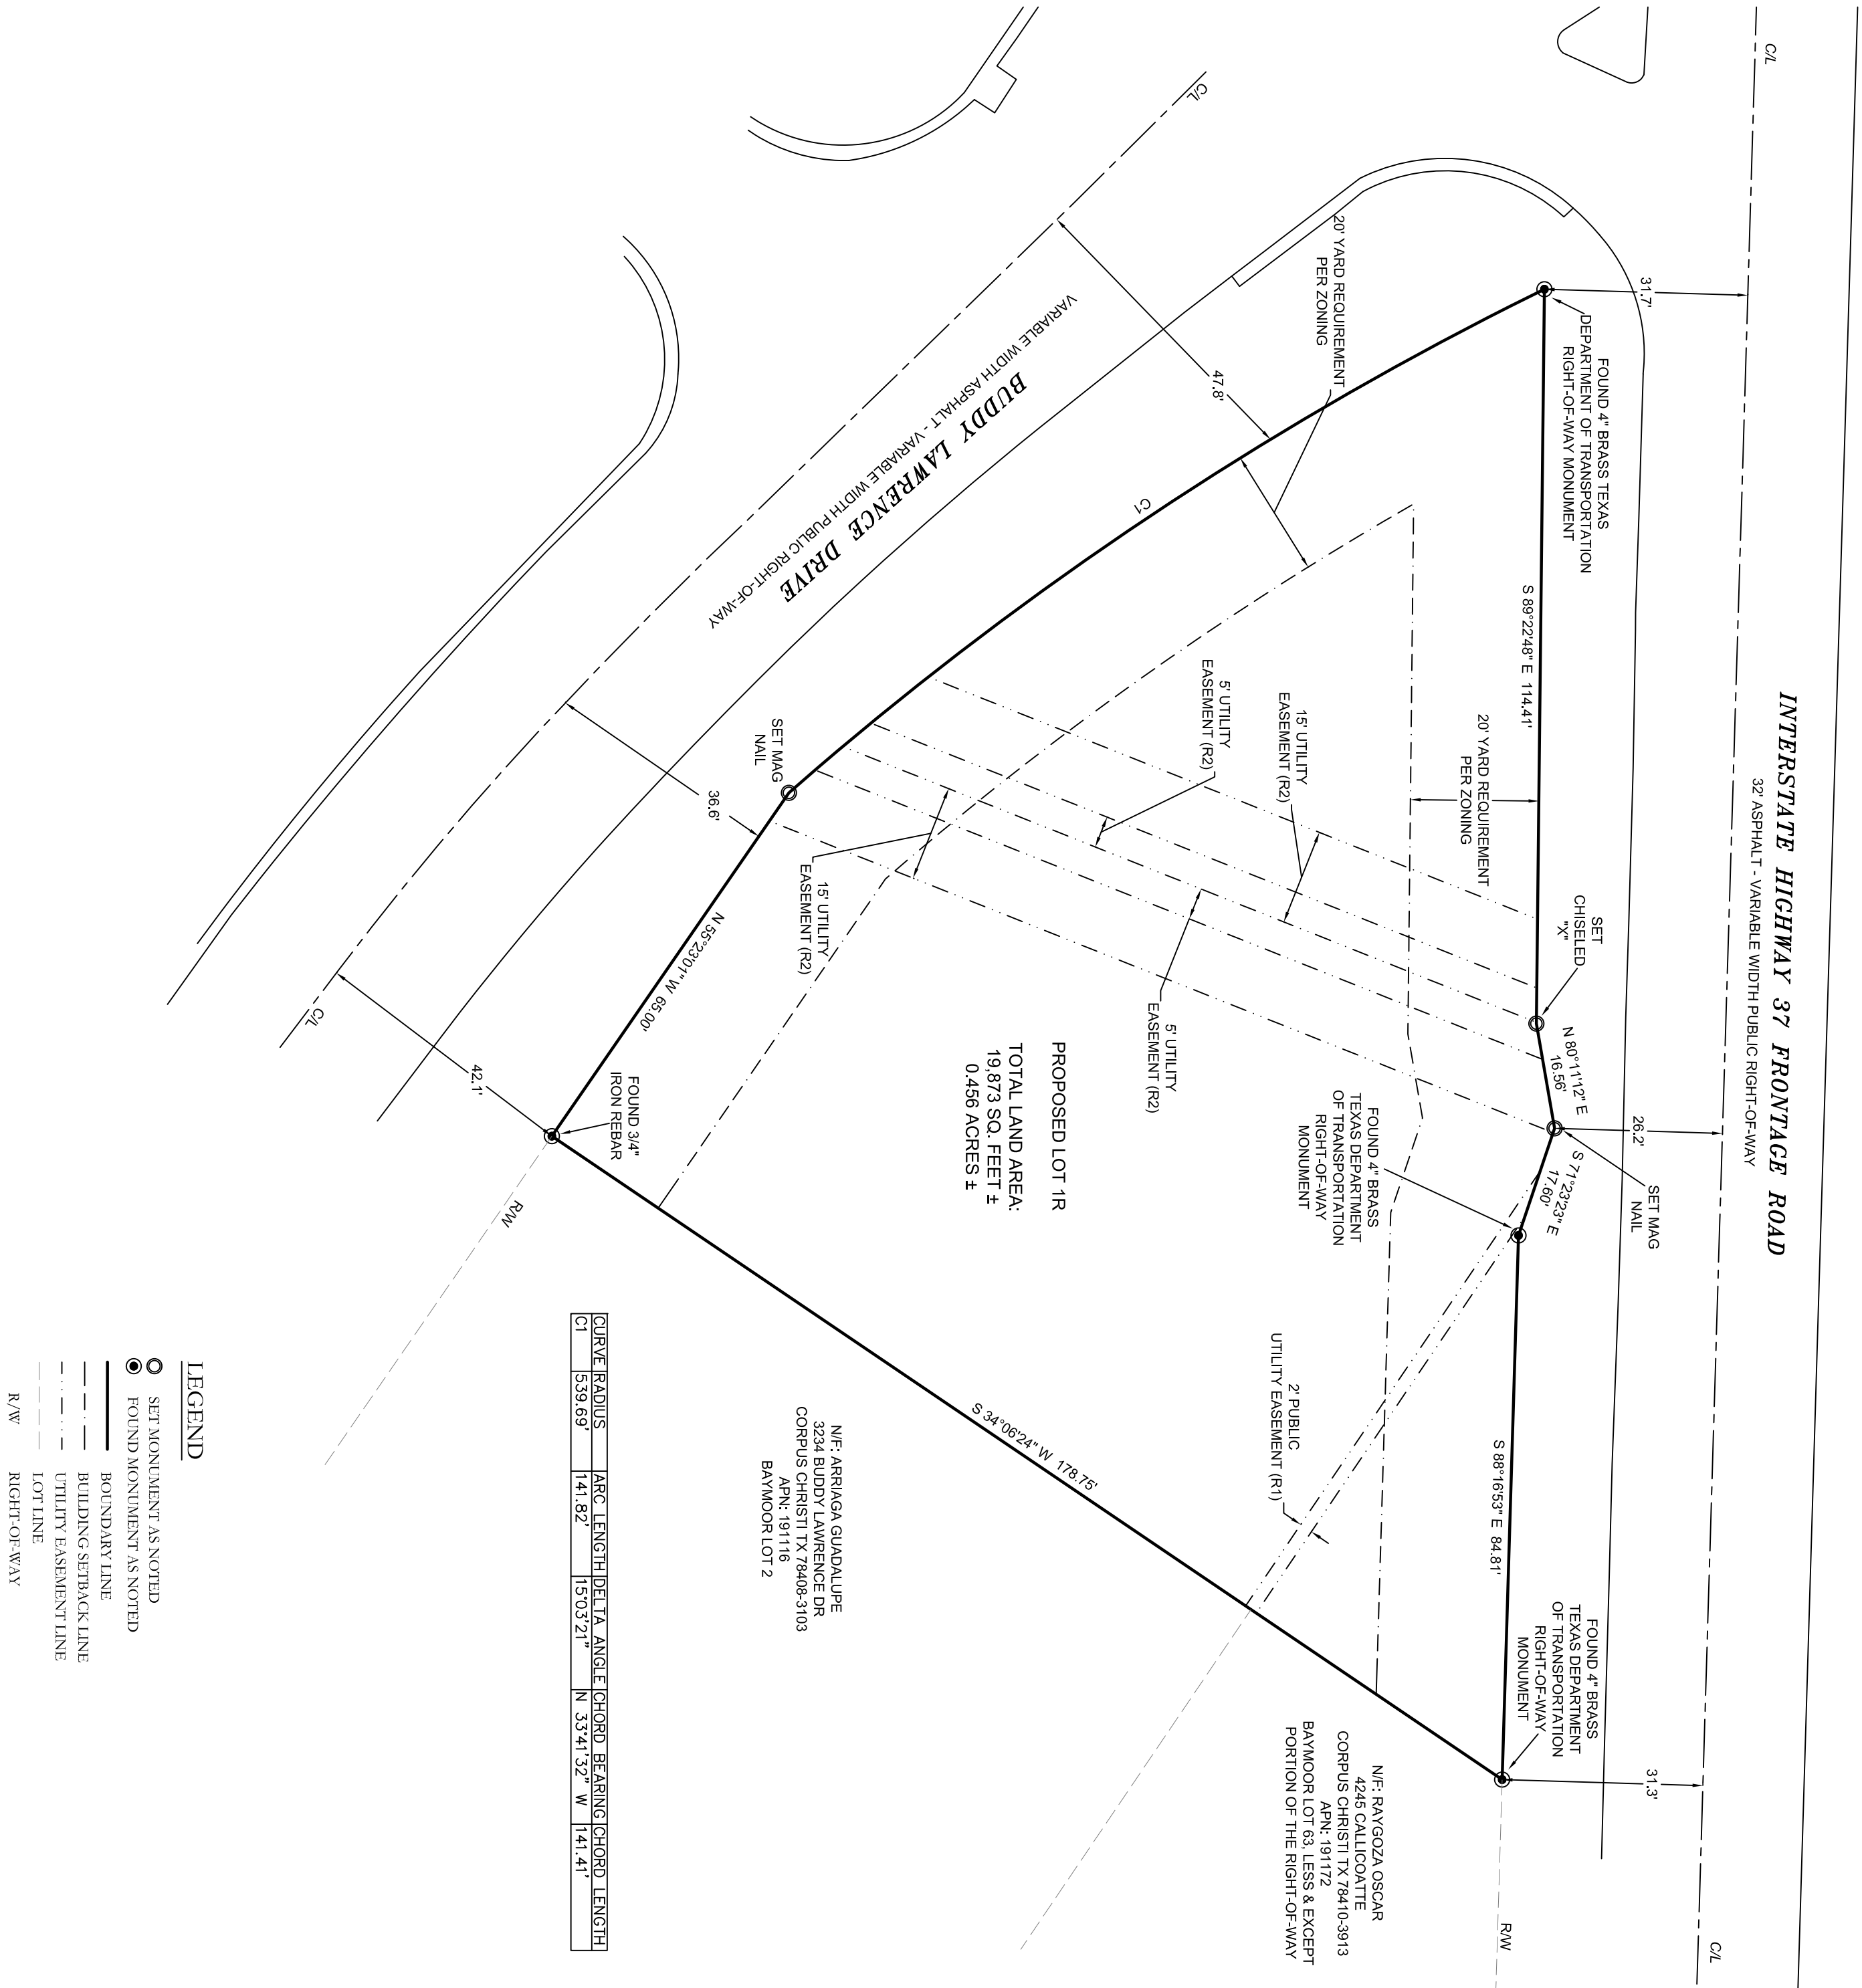 INTERSTATE HIGHWAY 37 FRONTAGE ROAD
32' ASPHALT - VARIABLE WIDTH PUBLIC RIGHT-OF-WAY
C/L
C/L
31.7'
26.2'
31.3'
FOUND 4" BRASS TEXAS
DEPARTMENT OF TRANSPORTATION
RIGHT-OF-WAY MONUMENT
S 89°22'48" E 114.41'
SET
CHISELED
"X"
N 80°11'12" E
16.56'
S 71°23'23" E
17.60'
SET MAG
NAIL
FOUND 4" BRASS
TEXAS DEPARTMENT
OF TRANSPORTATION
RIGHT-OF-WAY
MONUMENT
S 88°16'53" E 84.81'
FOUND 4" BRASS
TEXAS DEPARTMENT
OF TRANSPORTATION
RIGHT-OF-WAY
MONUMENT
R/W
20' YARD REQUIREMENT
PER ZONING
20' YARD REQUIREMENT
PER ZONING
C/L
47.8'
C1
BUDDY LAWRENCE DRIVE
VARIABLE WIDTH ASPHALT - VARIABLE WIDTH PUBLIC RIGHT-OF-WAY
15' UTILITY
EASEMENT (R2)
5' UTILITY
EASEMENT (R2)
5' UTILITY
EASEMENT (R2)
15' UTILITY
EASEMENT (R2)
SET MAG
NAIL
36.6'
N 55°23'01" W 65.00'
42.1'
C/L
FOUND 3/4"
IRON REBAR
R/W
PROPOSED LOT 1R
TOTAL LAND AREA:
19,873 SQ. FEET ±
0.456 ACRES ±
S 34°06'24" W 178.75'
2' PUBLIC
UTILITY EASEMENT (R1)
N/F: RAYGOZA OSCAR
4245 CALLICOATTE
CORPUS CHRISTI TX 78410-3913
APN: 191172
BAYMOOR LOT 63, LESS & EXCEPT
PORTION OF THE RIGHT-OF-WAY
N/F: ARRIAGA GUADALUPE
3234 BUDDY LAWRENCE DR
CORPUS CHRISTI TX 78408-3103
APN: 191116
BAYMOOR LOT 2
CURVE RADIUS ARC LENGTH DELTA ANGLE CHORD BEARING CHORD LENGTH
C1 539.69' 141.82' 15°03'21" N 33°41'32" W 141.41'
LEGEND
SET MONUMENT AS NOTED
FOUND MONUMENT AS NOTED
BOUNDARY LINE
BUILDING SETBACK LINE
UTILITY EASEMENT LINE
LOT LINE
R/W RIGHT-OF-WAY